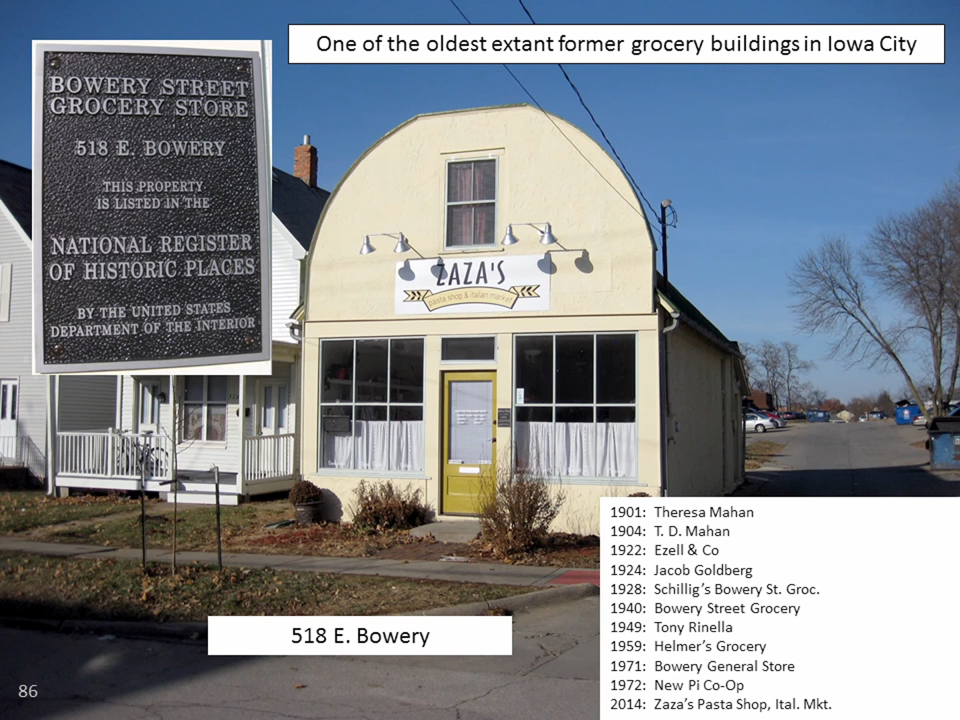 One of the oldest extant former grocery buildings in Iowa City
BOWERY STREET
GROCERY STORE
518 E. BOWERY
THIS PROPERTY
IS LISTED IN THE
NATIONAL REGISTER
OF HISTORIC PLACES
BY THE UNITED STATES
DEPARTMENT OF THE INTERIOR
ZAZA'S
pasta shop & italian market
518 E. Bowery
1901: Theresa Mahan
1904: T. D. Mahan
1922: Ezell & Co
1924: Jacob Goldberg
1928: Schillig’s Bowery St. Groc.
1940: Bowery Street Grocery
1949: Tony Rinella
1959: Helmer’s Grocery
1971: Bowery General Store
1972: New Pi Co-Op
2014: Zaza’s Pasta Shop, Ital. Mkt.
86